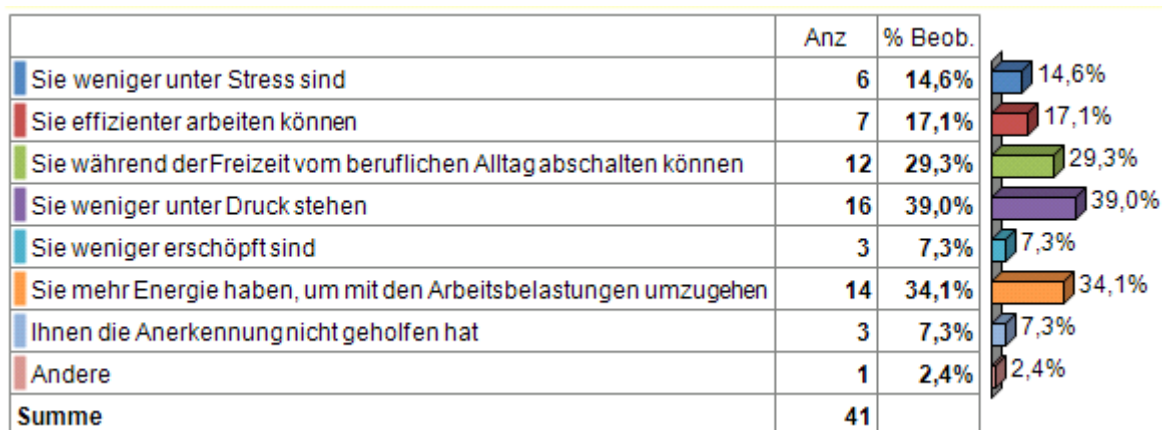 Anz % Beob.
Sie weniger unter Stress sind 6 14,6% 14,6%
Sie effizienter arbeiten können 7 17,1% 17,1%
Sie während der Freizeit vom beruflichen Alltag abschalten können 12 29,3% 29,3%
Sie weniger unter Druck stehen 16 39,0% 39,0%
Sie weniger erschöpft sind 3 7,3% 7,3%
Sie mehr Energie haben, um mit den Arbeitsbelastungen umzugehen 14 34,1% 34,1%
Ihnen die Anerkennung nicht geholfen hat 3 7,3% 7,3%
Andere 1 2,4% 2,4%
Summe 41